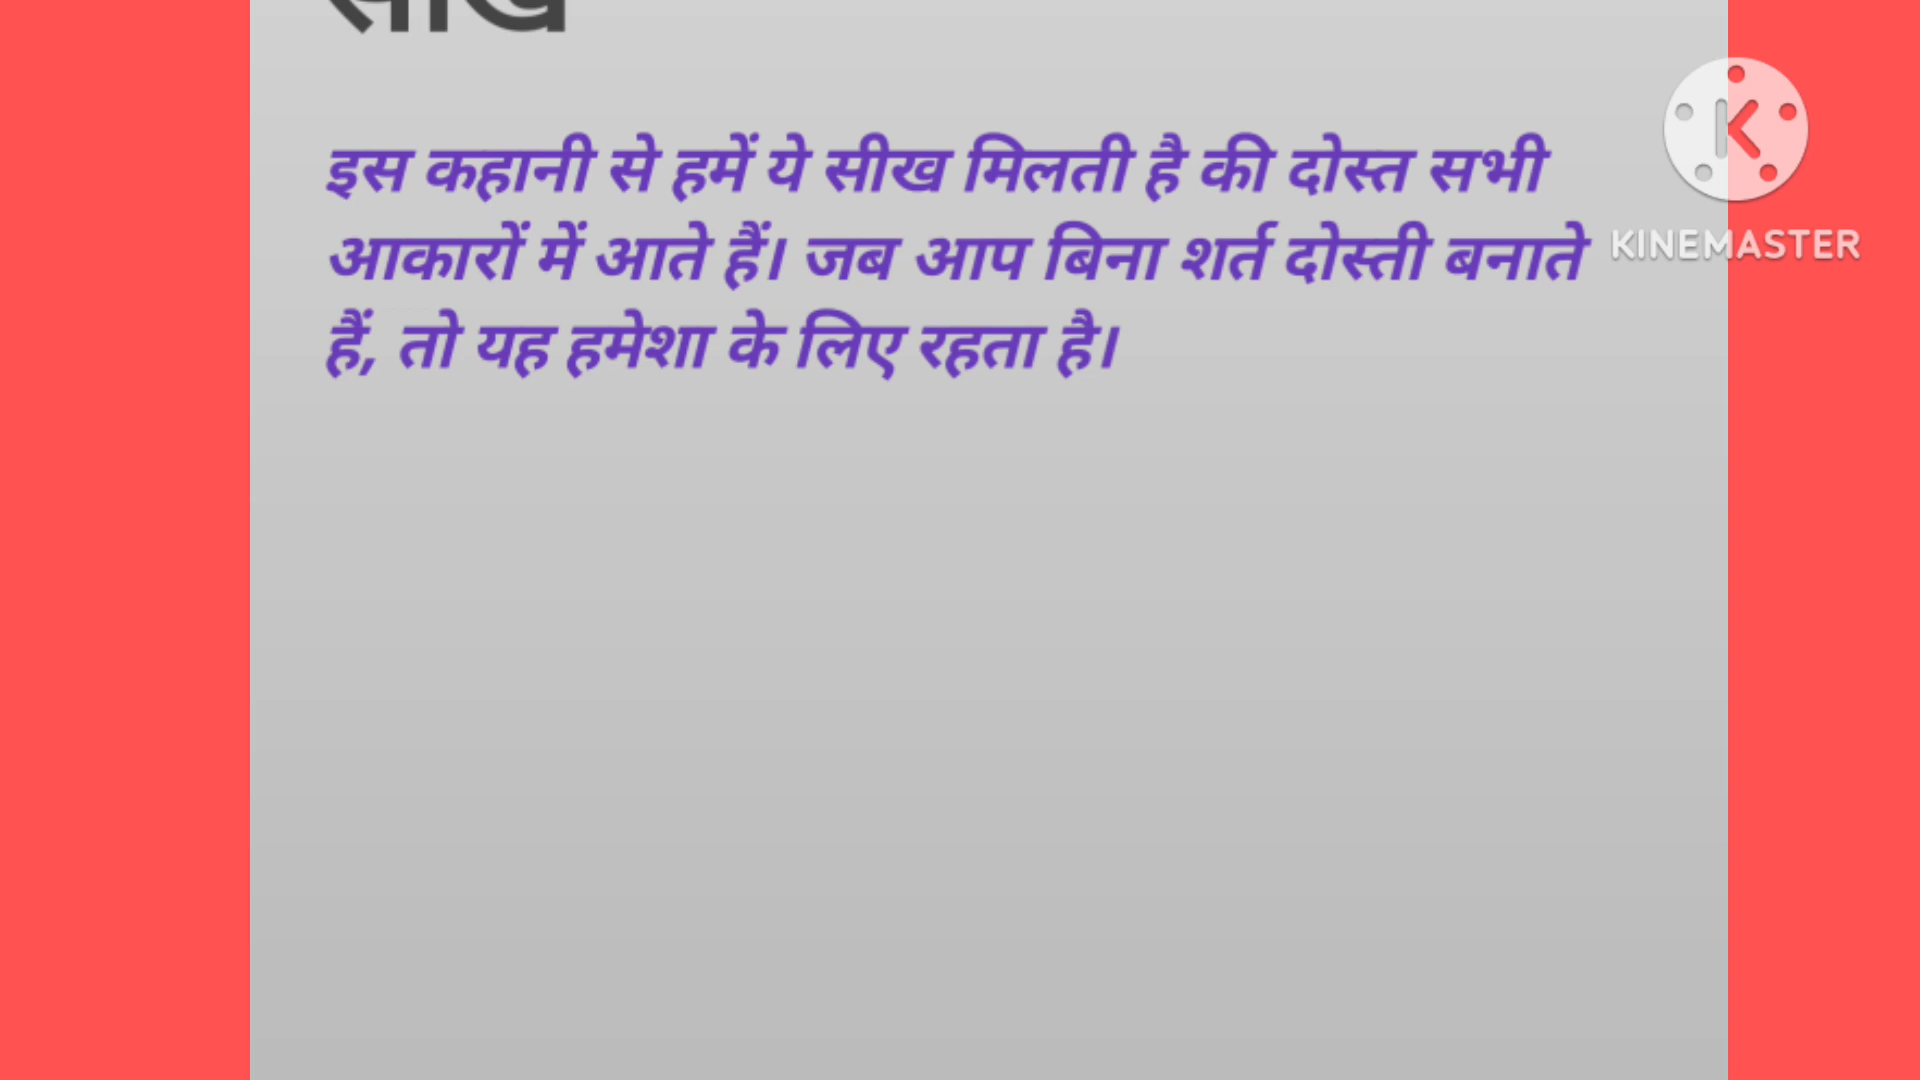 सीख
इस कहानी से हमें ये सीख मिलती है की दोस्त सभी
आकारों में आते हैं। जब आप बिना शर्त दोस्ती बनाते
हैं, तो यह हमेशा के लिए रहता है।
KINEMASTER